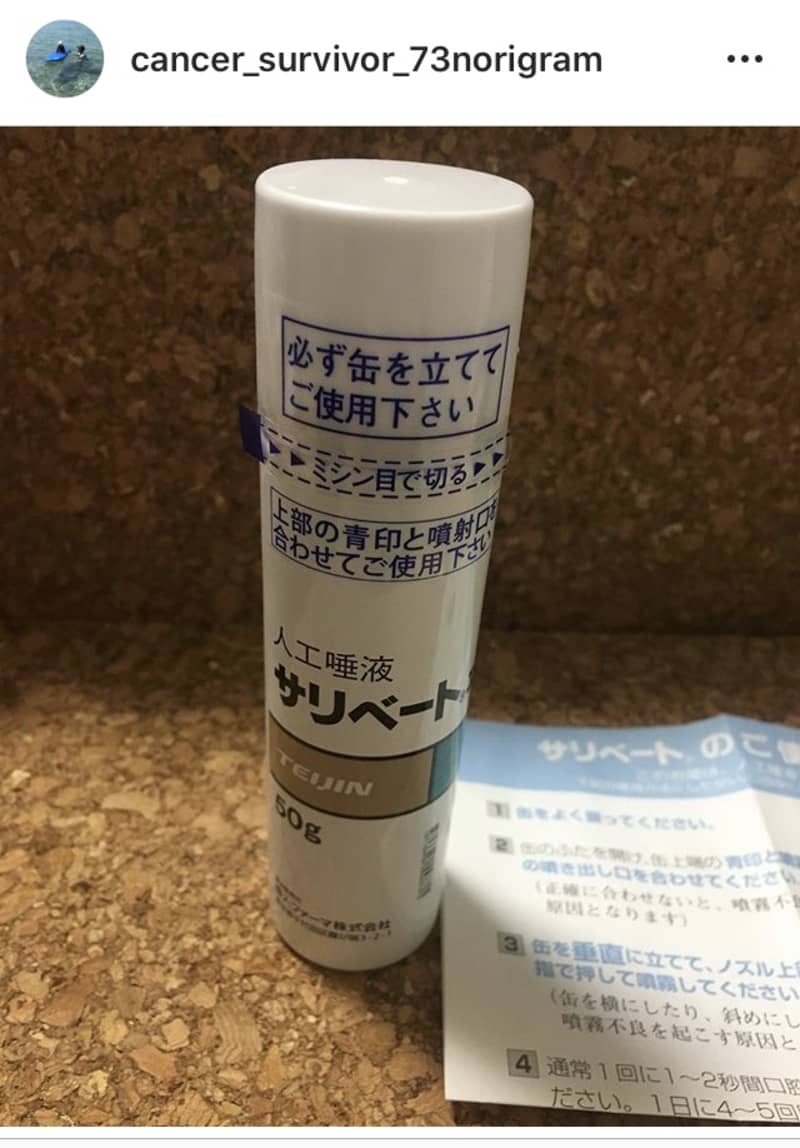 cancer_survivor_73norigram
必ず缶を立てて
ご使用下さい
ミシン目で切る
上部の青印と噴射口を
合わせてご使用下さい
人工唾液
サリベート
TEIJIN
50g
サリベート のご使
1 缶をよく振ってください。
2 缶のふたを開け、缶上端の青印と
の噴き出し口を合わせてください
(正確に合わせないと、噴霧不良
原因となります)
3 缶を垂直に立てて、ノズル上部
指で押して噴霧してください
(缶を横にしたり、斜めにし
噴霧不良を起こす原因と
4 通常1回に1〜2秒間口腔
ださい。1日に4〜5回